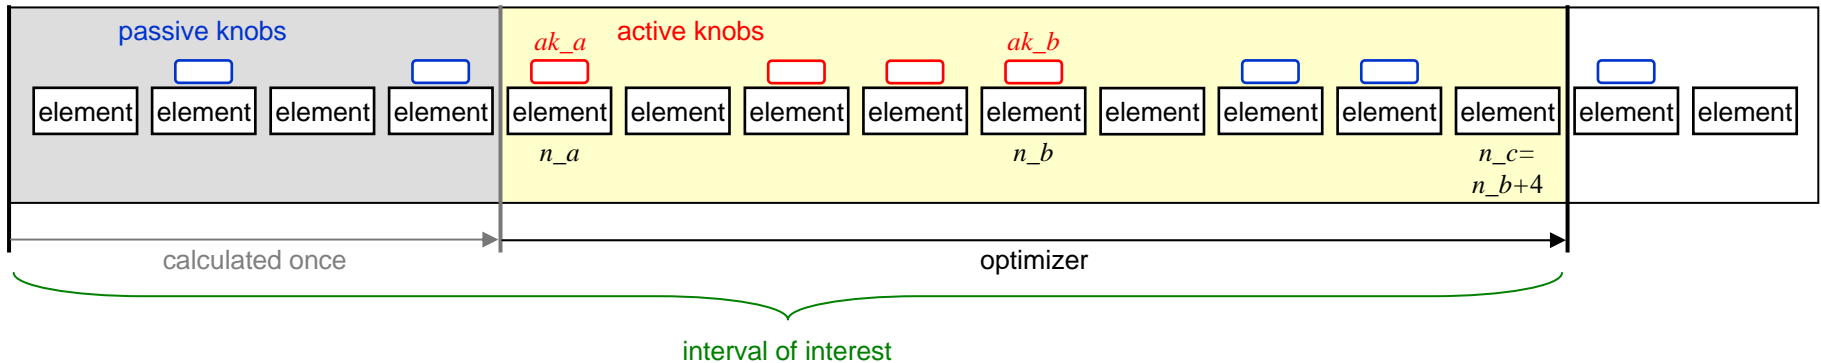 passive knobs
active knobs
ak_a
ak_b
element element element element element element element element element element element element element element element
n_a
n_b
n_c=
n_b+4
calculated once
optimizer
interval of interest